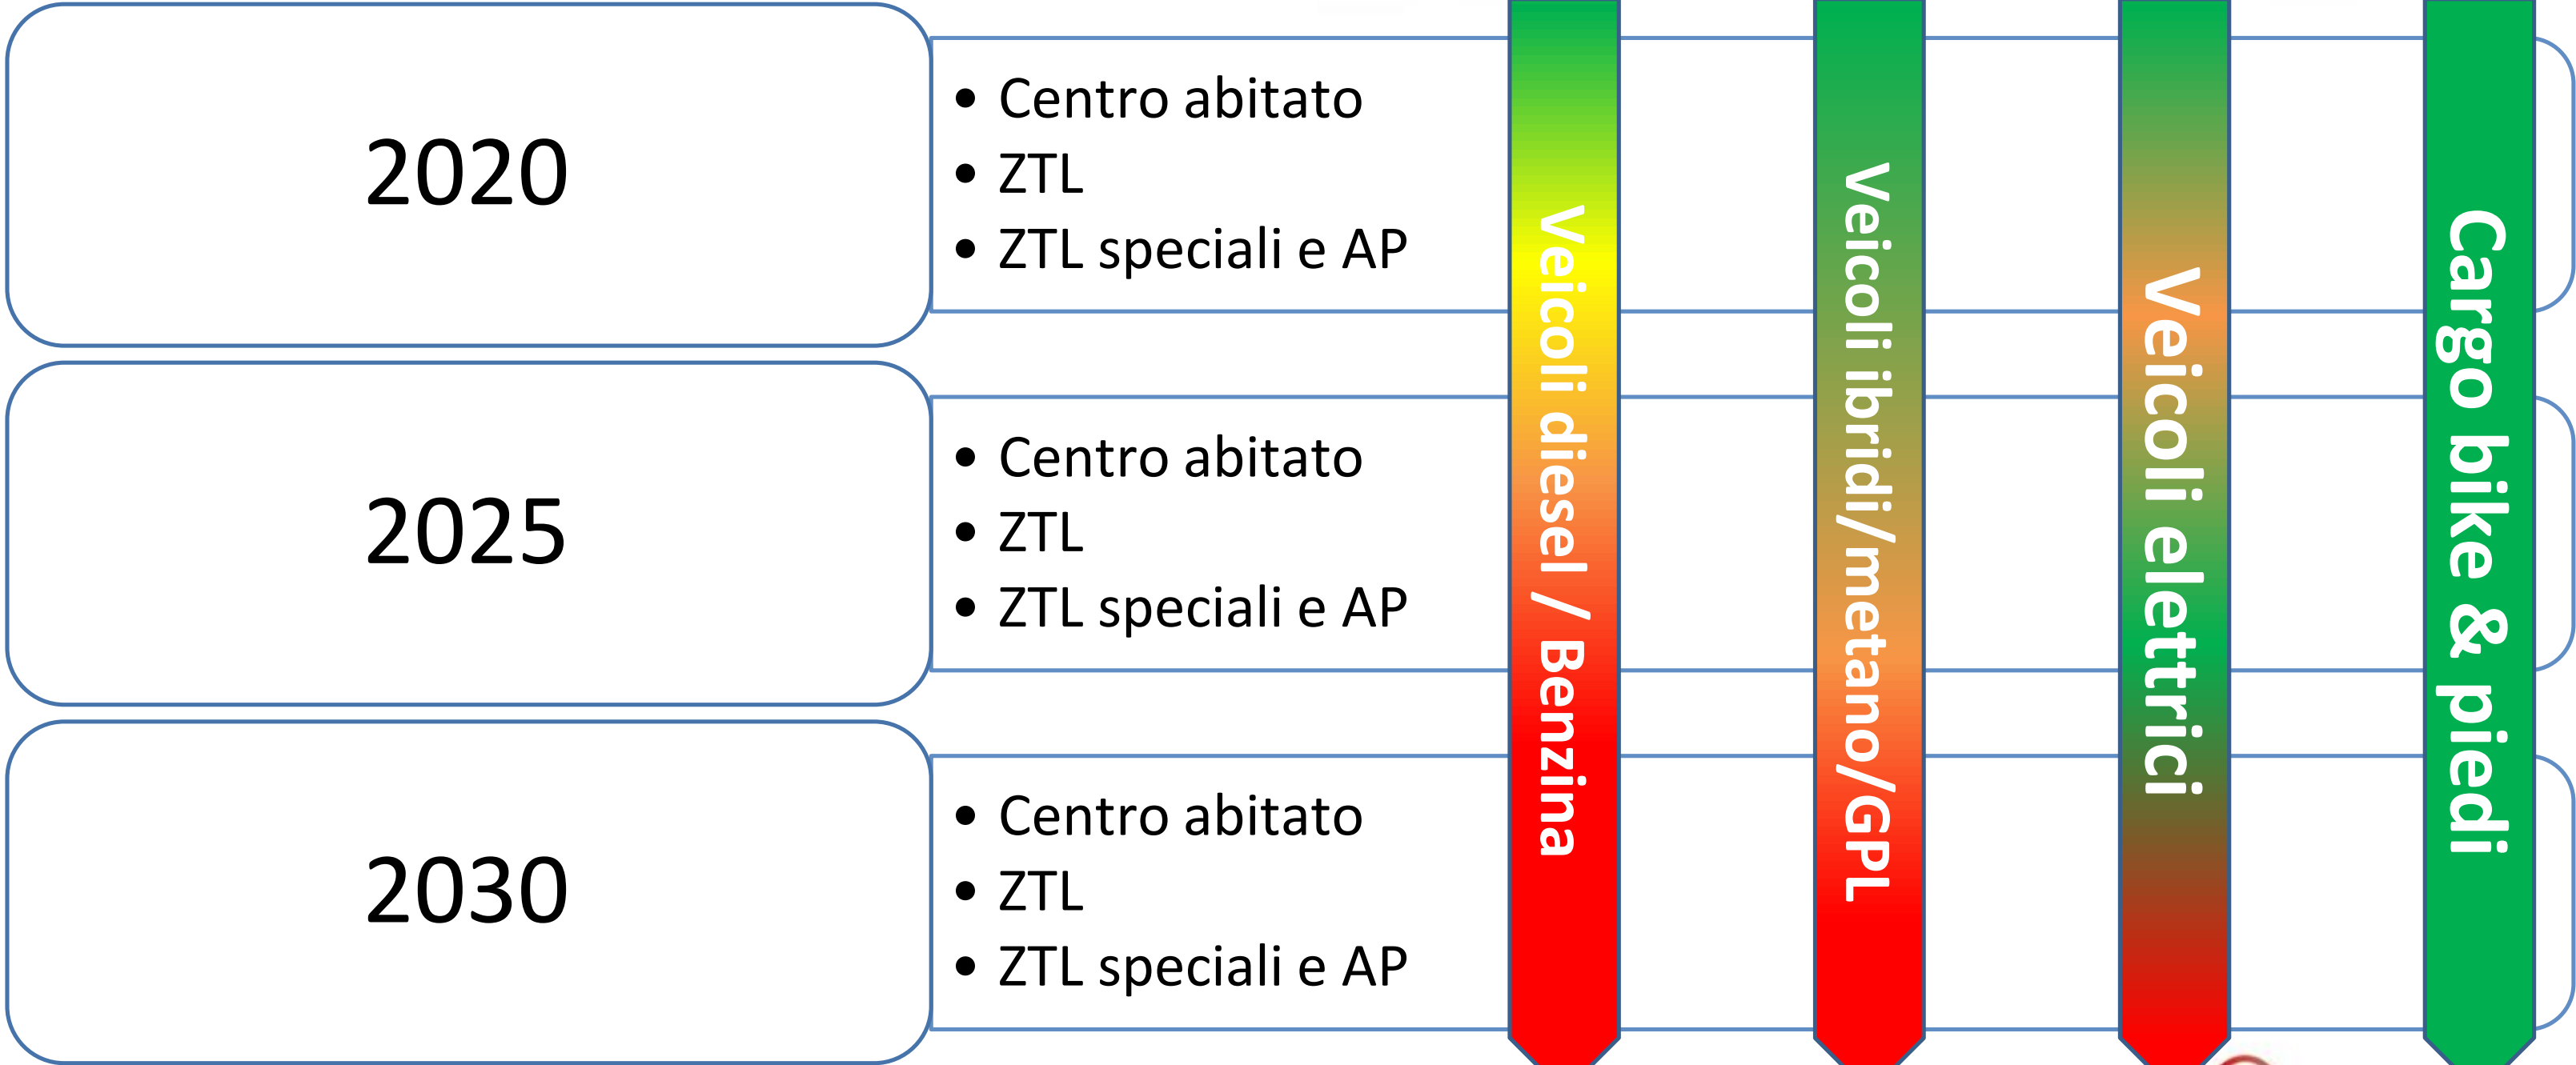 2020
• Centro abitato
• ZTL
• ZTL speciali e AP
2025
• Centro abitato
• ZTL
• ZTL speciali e AP
2030
• Centro abitato
• ZTL
• ZTL speciali e AP
Veicoli diesel / Benzina
Veicoli ibridi/metano/GPL
Veicoli elettrici
Cargo bike & piedi